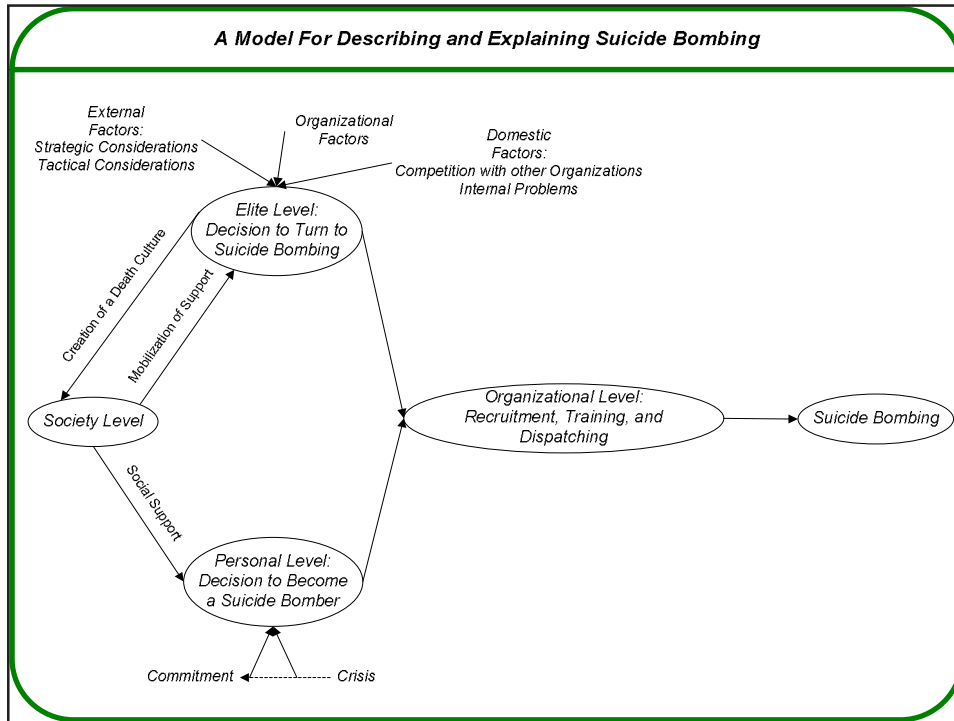 A Model For Describing and Explaining Suicide Bombing
External
Factors:
Strategic Considerations
Tactical Considerations
Organizational
Factors
Domestic
Factors:
Competition with other Organizations
Internal Problems
Elite Level:
Decision to Turn to
Suicide Bombing
Creation of a Death Culture
Mobilization of Support
Society Level
Organizational Level:
Recruitment, Training, and
Dispatching
Suicide Bombing
Social Support
Personal Level:
Decision to Become
a Suicide Bomber
Commitment
Crisis